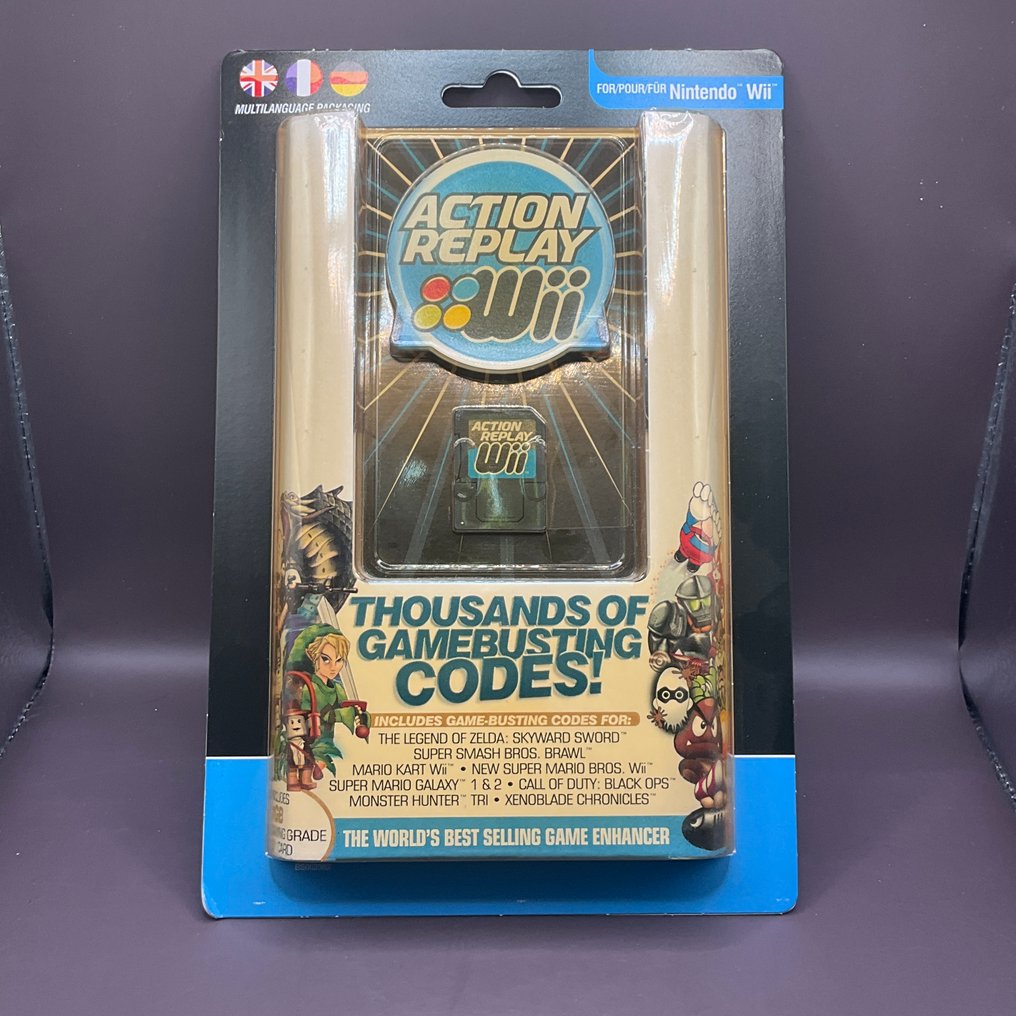 MULTILANGUAGE PACKAGING
FOR/POUR/FÜR Nintendo™ Wii™
ACTION
REPLAY
Wii
ACTION
REPLAY
Wii
THOUSANDS OF
GAMEBUSTING
CODES!
INCLUDES GAME-BUSTING CODES FOR:
THE LEGEND OF ZELDA: SKYWARD SWORD™
SUPER SMASH BROS. BRAWL™
MARIO KART Wii™ • NEW SUPER MARIO BROS. Wii™
SUPER MARIO GALAXY™ 1 & 2 • CALL OF DUTY: BLACK OPS™
MONSTER HUNTER™ TRI • XENOBLADE CHRONICLES™
GRADE
THE WORLD'S BEST SELLING GAME ENHANCER